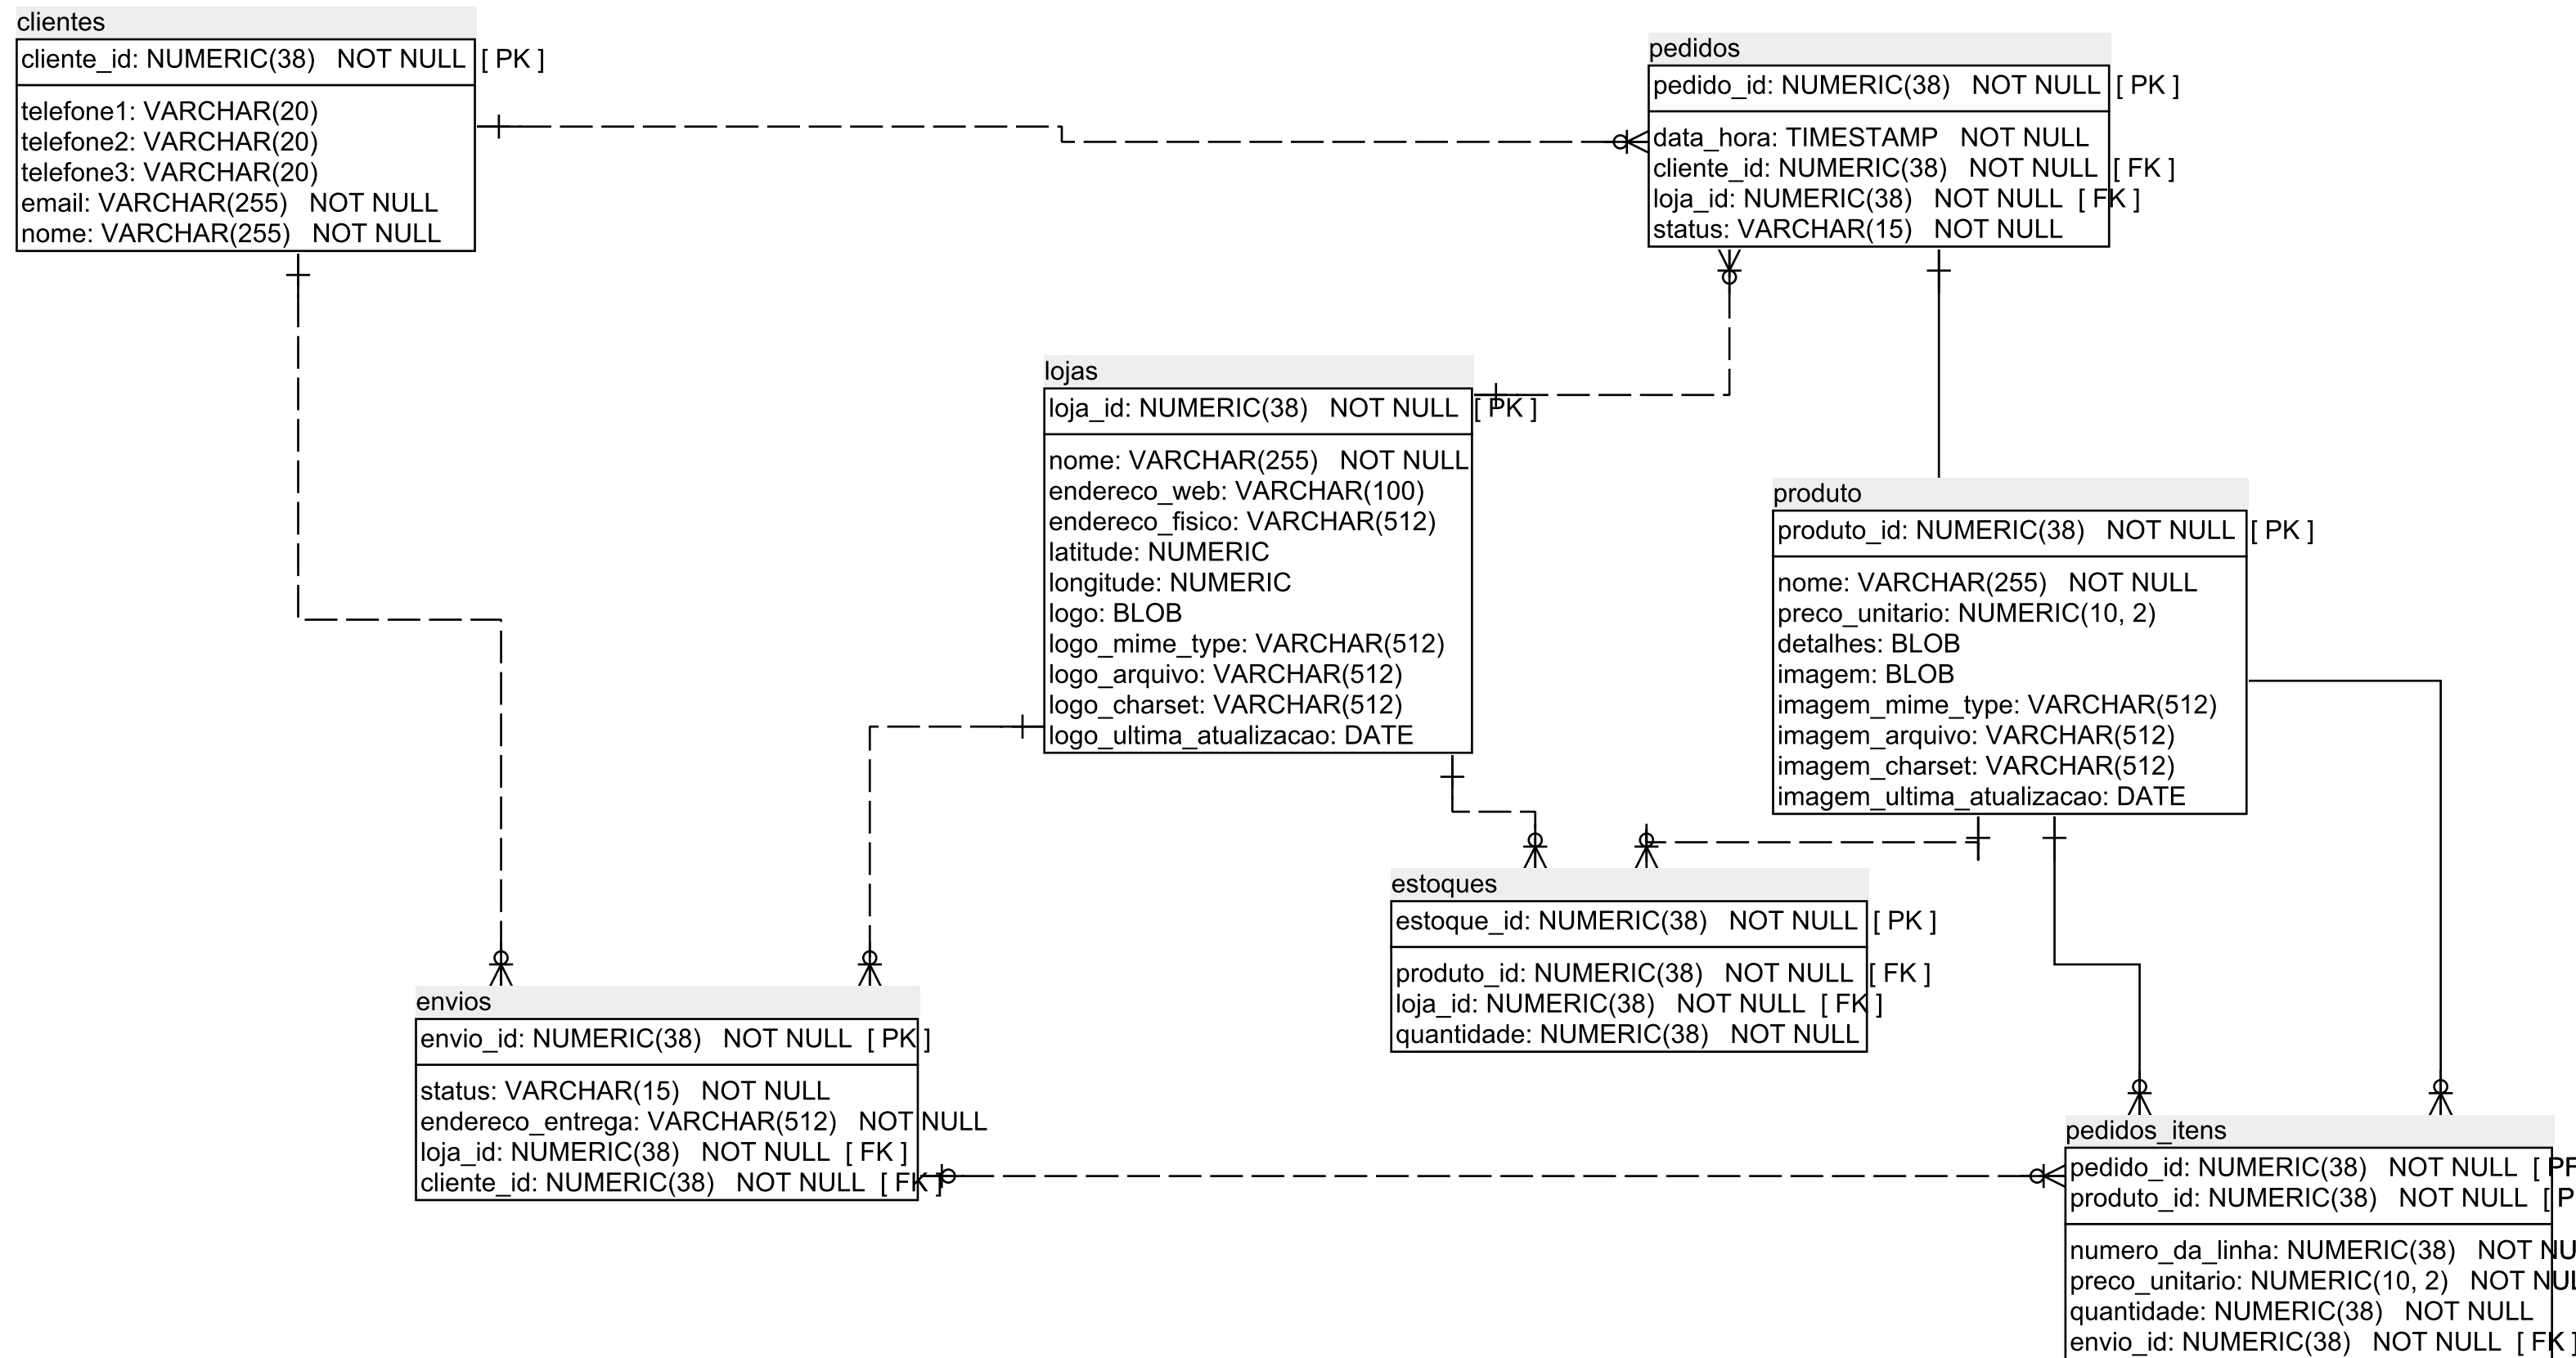 clientes
cliente_id: NUMERIC(38) NOT NULL [ PK ]
telefone1: VARCHAR(20)
telefone2: VARCHAR(20)
telefone3: VARCHAR(20)
email: VARCHAR(255) NOT NULL
nome: VARCHAR(255) NOT NULL
pedidos
pedido_id: NUMERIC(38) NOT NULL [ PK ]
data_hora: TIMESTAMP NOT NULL
cliente_id: NUMERIC(38) NOT NULL [ FK ]
loja_id: NUMERIC(38) NOT NULL [ FK ]
status: VARCHAR(15) NOT NULL
lojas
loja_id: NUMERIC(38) NOT NULL [ PK ]
nome: VARCHAR(255) NOT NULL
endereco_web: VARCHAR(100)
endereco_fisico: VARCHAR(512)
latitude: NUMERIC
longitude: NUMERIC
logo: BLOB
logo_mime_type: VARCHAR(512)
logo_arquivo: VARCHAR(512)
logo_charset: VARCHAR(512)
logo_ultima_atualizacao: DATE
produto
produto_id: NUMERIC(38) NOT NULL [ PK ]
nome: VARCHAR(255) NOT NULL
preco_unitario: NUMERIC(10, 2)
detalhes: BLOB
imagem: BLOB
imagem_mime_type: VARCHAR(512)
imagem_arquivo: VARCHAR(512)
imagem_charset: VARCHAR(512)
imagem_ultima_atualizacao: DATE
estoques
estoque_id: NUMERIC(38) NOT NULL [ PK ]
produto_id: NUMERIC(38) NOT NULL [ FK ]
loja_id: NUMERIC(38) NOT NULL [ FK ]
quantidade: NUMERIC(38) NOT NULL
envios
envio_id: NUMERIC(38) NOT NULL [ PK ]
status: VARCHAR(15) NOT NULL
endereco_entrega: VARCHAR(512) NOT NULL
loja_id: NUMERIC(38) NOT NULL [ FK ]
cliente_id: NUMERIC(38) NOT NULL [ FK ]
pedidos_itens
pedido_id: NUMERIC(38) NOT NULL [
produto_id: NUMERIC(38) NOT NULL [
numero_da_linha: NUMERIC(38) NOT
preco_unitario: NUMERIC(10, 2) NOT
quantidade: NUMERIC(38) NOT NULL
envio_id: NUMERIC(38) NOT NULL [ FK ]